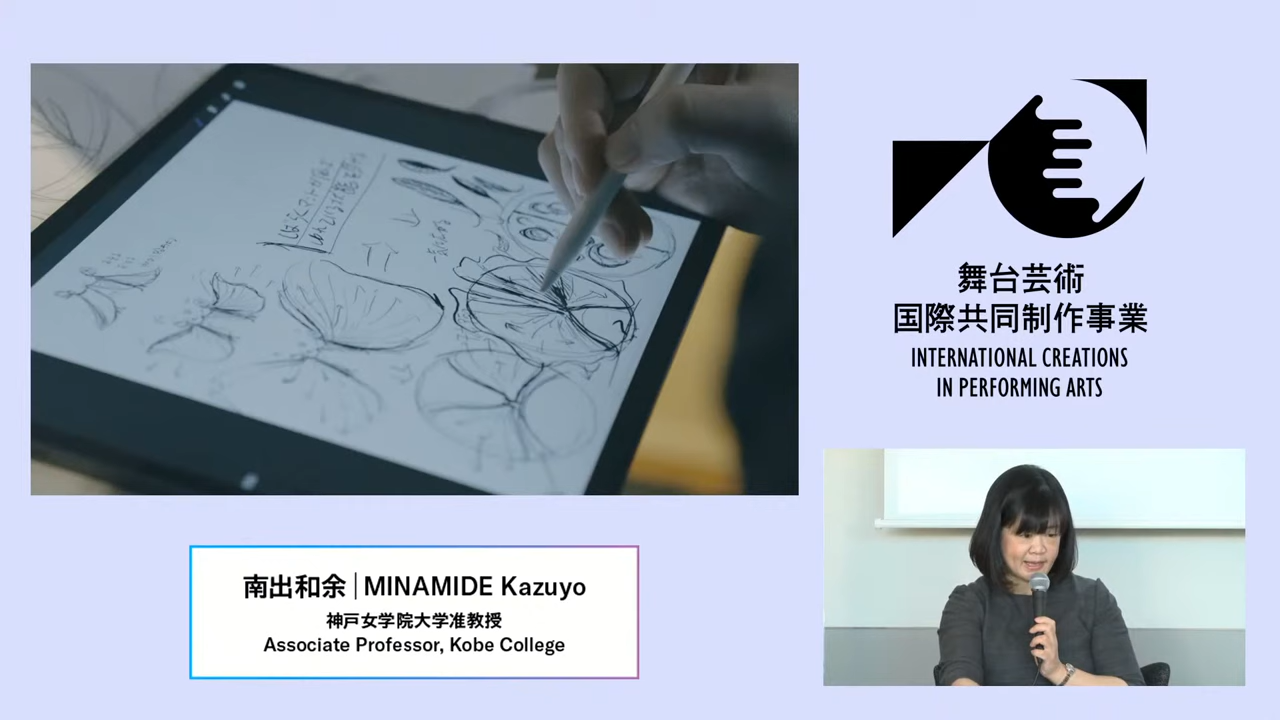 舞台芸術
国際共同制作事業
INTERNATIONAL CREATIONS
IN PERFORMING ARTS
南出和余|MINAMIDE Kazuyo
神戸女学院大学准教授
Associate Professor, Kobe College